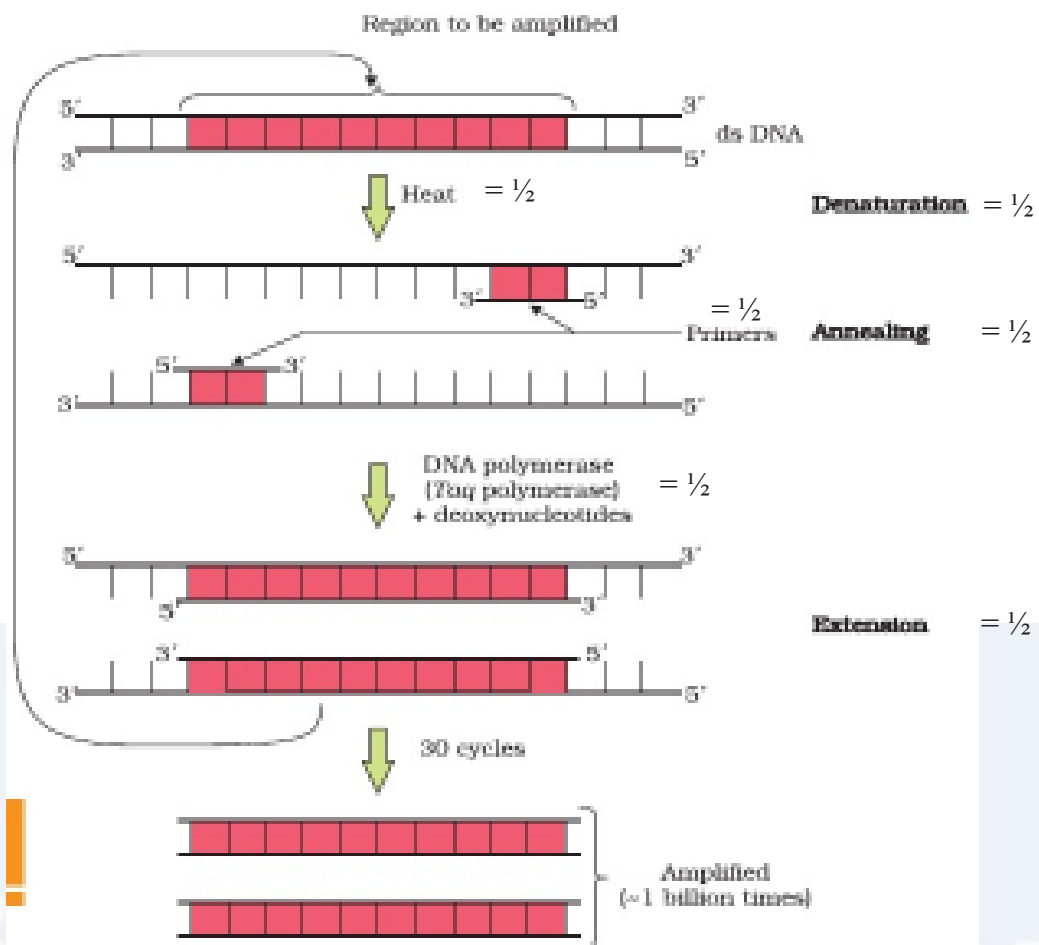 Region to be amplified
5′ 3′
ds DNA
3′ 5′
Heat = ½
Denaturation = ½
5′ 3′
3′ 5′
= ½
Primers Annealing = ½
5′ 3′
3′ 5′
DNA polymerase
(Taq polymerase) = ½
+ deoxynucleotides
5′ 3′
5′ 3′
Extension = ½
3′ 5′
3′ 5′
30 cycles
Amplified
(~1 billion times)